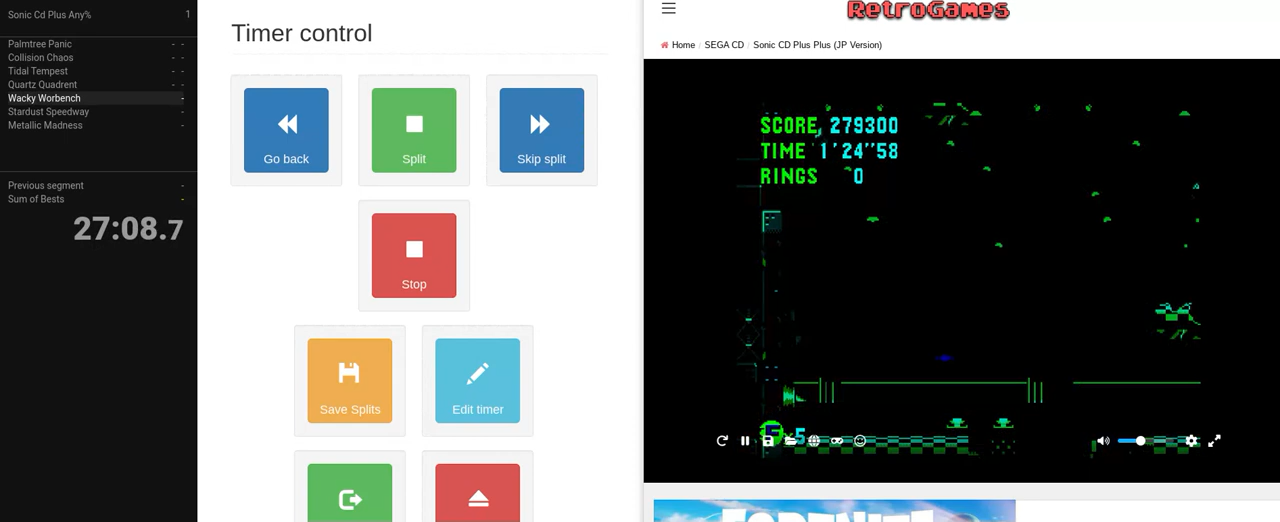 Sonic Cd Plus Any% 1
Palmtree Panic - -
Collision Chaos - -
Tidal Tempest - -
Quartz Quadrent - -
Wacky Worbench -
Stardust Speedway -
Metallic Madness -
Previous segment -
Sum of Bests -
27:08.7
Timer control
Go back
Split
Skip split
Stop
Save Splits
Edit timer
RetroGames
Home / SEGA CD / Sonic CD Plus Plus (JP Version)
SCORE 279300
TIME 1'24"58
RINGS 0
5